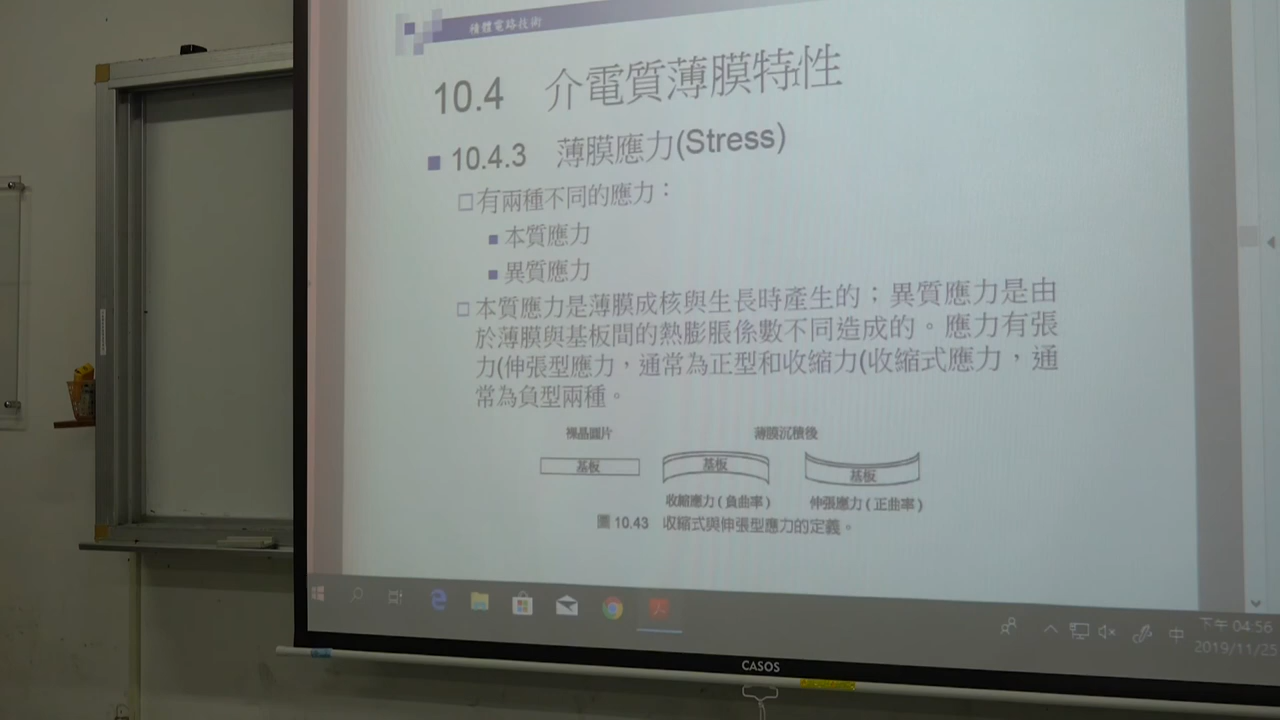 積體電路技術
10.4 介電質薄膜特性
10.4.3 薄膜應力(Stress)
有兩種不同的應力：
本質應力
異質應力
本質應力是薄膜成核與生長時產生的；異質應力是由
於薄膜與基板間的熱膨脹係數不同造成的。應力有張
力(伸張型應力，通常為正型和收縮力(收縮式應力，通
常為負型兩種。
裸晶圓片 薄膜沉積後
基板 基板 基板
收縮應力(負曲率) 伸張應力(正曲率)
圖 10.43 收縮式與伸張型應力的定義。
中
下午 04:56
2019/11/25
CASOS